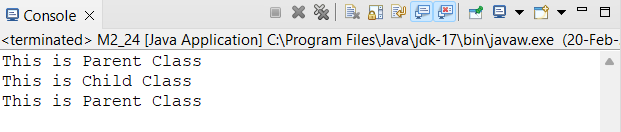 Console
<terminated> M2_24 [Java Application] C:\Program Files\Java\jdk-17\bin\javaw.exe (20-Feb-
This is Parent Class
This is Child Class
This is Parent Class